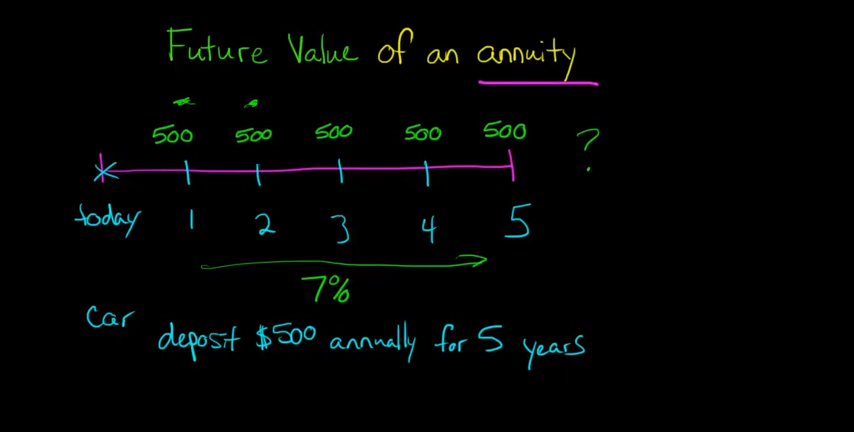 Future Value of an annuity
500 500 500 500 500 ?
today 1 2 3 4 5
7%
Car
deposit $500 annually for 5 years